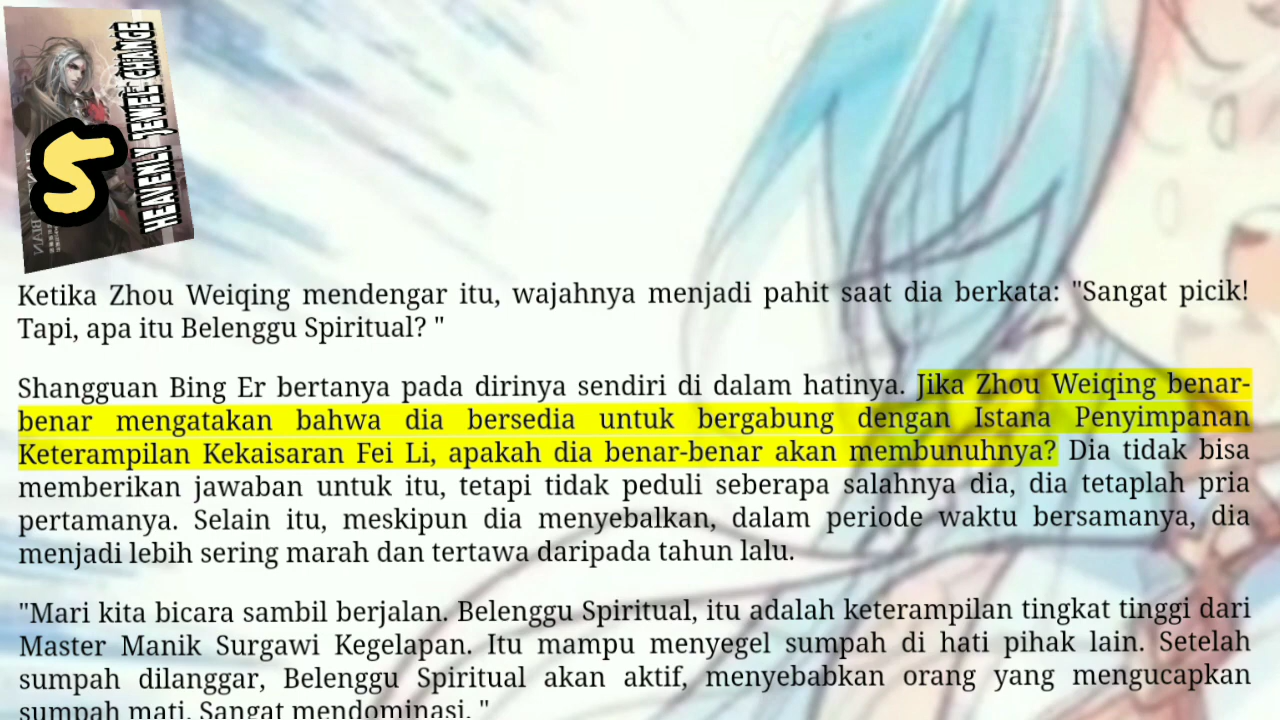 HEAVENLY JEWEL CHANGE
5
Ketika Zhou Weiqing mendengar itu, wajahnya menjadi pahit saat dia berkata: "Sangat picik!
Tapi, apa itu Belenggu Spiritual? "
Shangguan Bing Er bertanya pada dirinya sendiri di dalam hatinya. Jika Zhou Weiqing benar-
benar mengatakan bahwa dia bersedia untuk bergabung dengan Istana Penyimpanan
Keterampilan Kekaisaran Fei Li, apakah dia benar-benar akan membunuhnya? Dia tidak bisa
memberikan jawaban untuk itu, tetapi tidak peduli seberapa salahnya dia, dia tetaplah pria
pertamanya. Selain itu, meskipun dia menyebalkan, dalam periode waktu bersamanya, dia
menjadi lebih sering marah dan tertawa daripada tahun lalu.
"Mari kita bicara sambil berjalan. Belenggu Spiritual, itu adalah keterampilan tingkat tinggi dari
Master Manik Surgawi Kegelapan. Itu mampu menyegel sumpah di hati pihak lain. Setelah
sumpah dilanggar, Belenggu Spiritual akan aktif, menyebabkan orang yang mengucapkan
sumpah mati. Sangat mendominasi. "